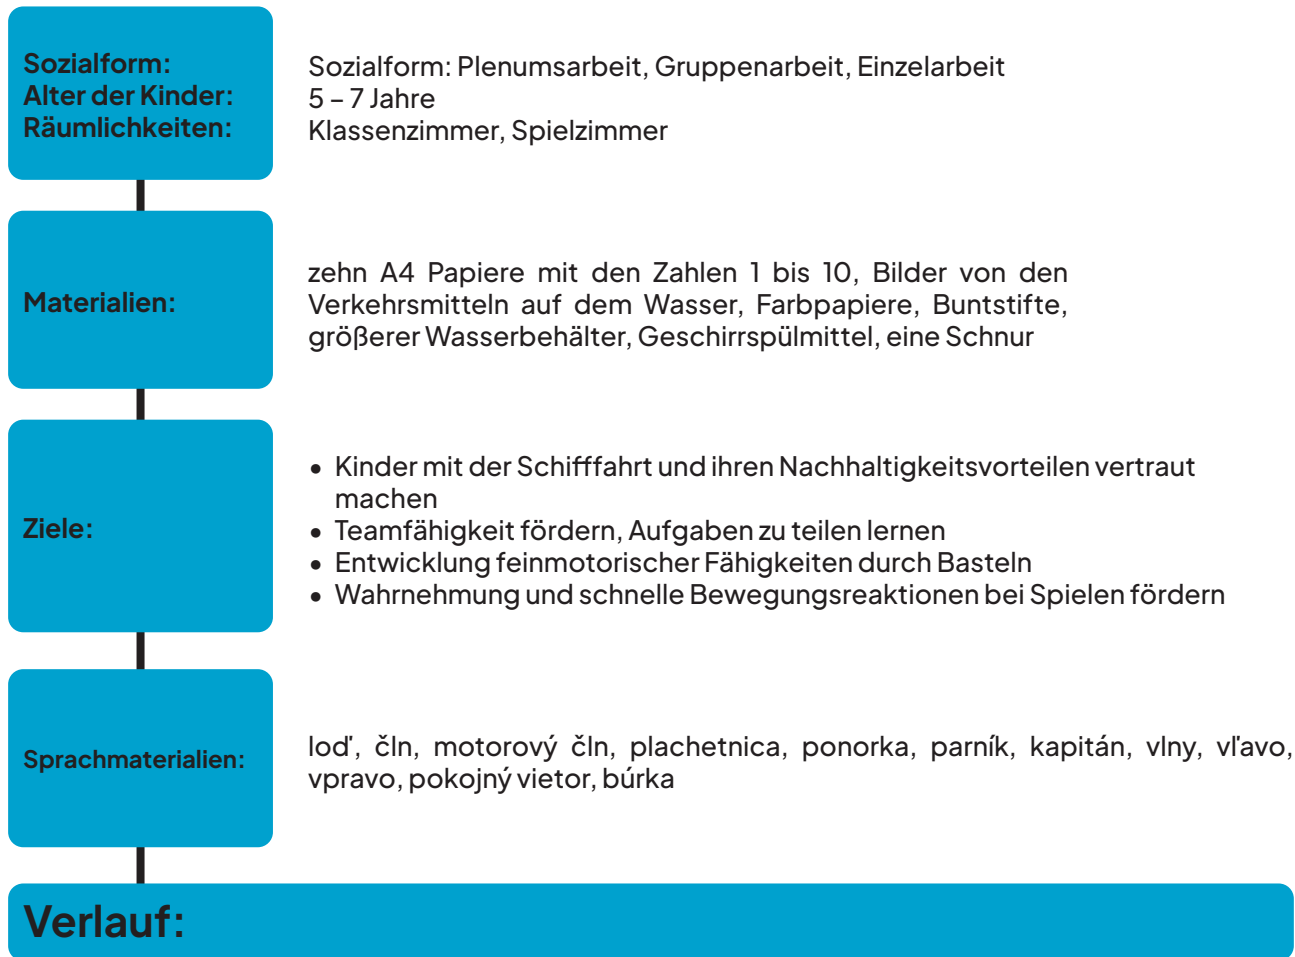 Sozialform:
Alter der Kinder:
Räumlichkeiten:
Sozialform: Plenumsarbeit, Gruppenarbeit, Einzelarbeit
5 – 7 Jahre
Klassenzimmer, Spielzimmer
Materialien:
zehn A4 Papiere mit den Zahlen 1 bis 10, Bilder von den
Verkehrsmitteln auf dem Wasser, Farbpapiere, Buntstifte,
größerer Wasserbehälter, Geschirrspülmittel, eine Schnur
Ziele:
• Kinder mit der Schifffahrt und ihren Nachhaltigkeitsvorteilen vertraut
machen
• Teamfähigkeit fördern, Aufgaben zu teilen lernen
• Entwicklung feinmotorischer Fähigkeiten durch Basteln
• Wahrnehmung und schnelle Bewegungsreaktionen bei Spielen fördern
Sprachmaterialien:
loď, čln, motorový čln, plachetnica, ponorka, parník, kapitán, vlny, vľavo,
vpravo, pokojný vietor, búrka
Verlauf: